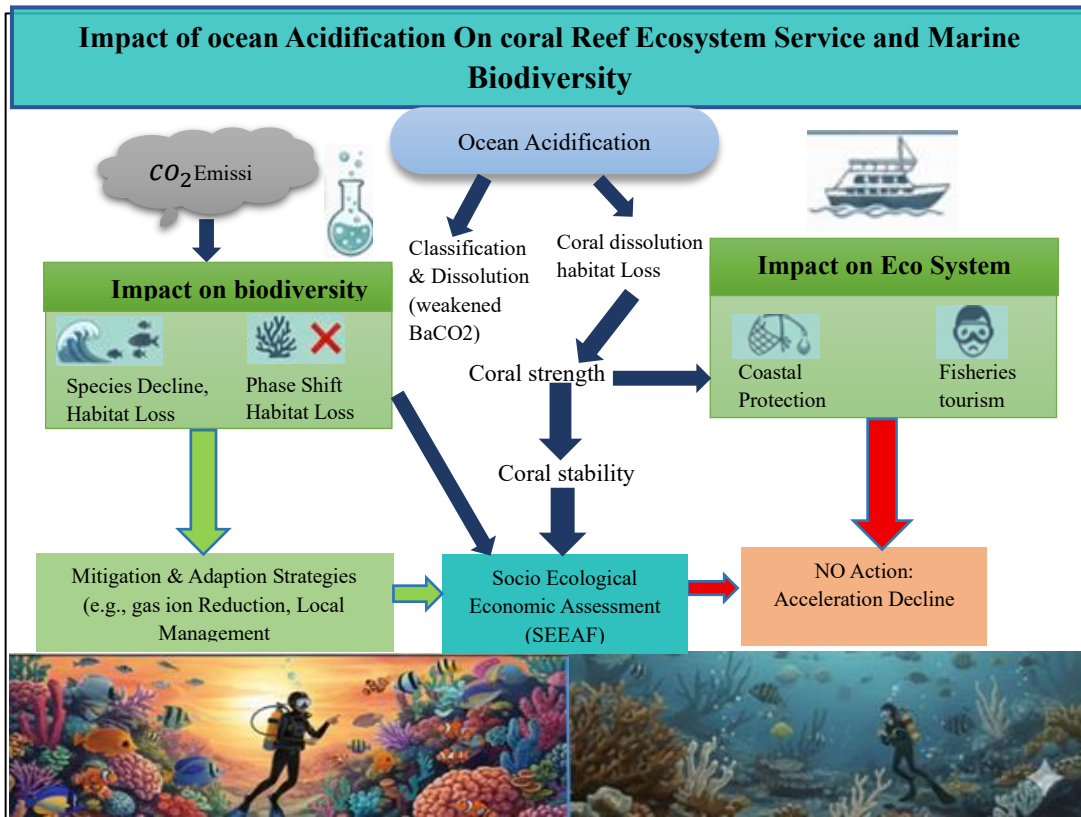 Impact of ocean Acidification On coral Reef Ecosystem Service and Marine
Biodversity
Ocean Acidification
𝐶𝑂₂Emissi
Classification
& Dissolution
(weakened
BaCO2)
Coral dissolution
habitat Loss
Impact on biodiversity
Species Decline,
Habitat Loss
Phase Shift
Habitat Loss
Impact on Eco System
Coastal
Protection
Fisheries
tourism
Coral strength
Coral stability
Mitigation & Adaption Strategies
(e.g., gas ion Reduction, Local
Management
Socio Ecological
Economic Assessment
(SEEAF)
NO Action:
Acceleration Decline